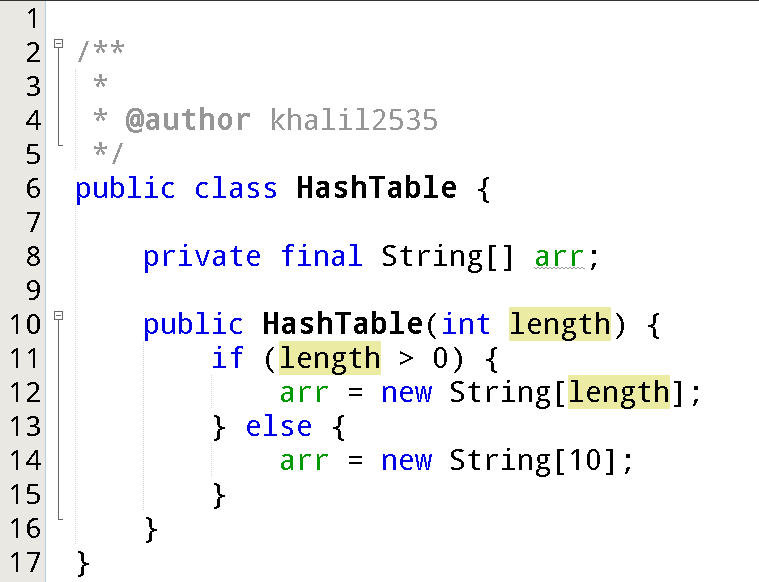 1
2 /**
3  *
4  * @author khalil2535
5  */
6 public class HashTable {
7
8     private final String[] arr;
9
10     public HashTable(int length) {
11         if (length > 0) {
12             arr = new String[length];
13         } else {
14             arr = new String[10];
15         }
16     }
17 }